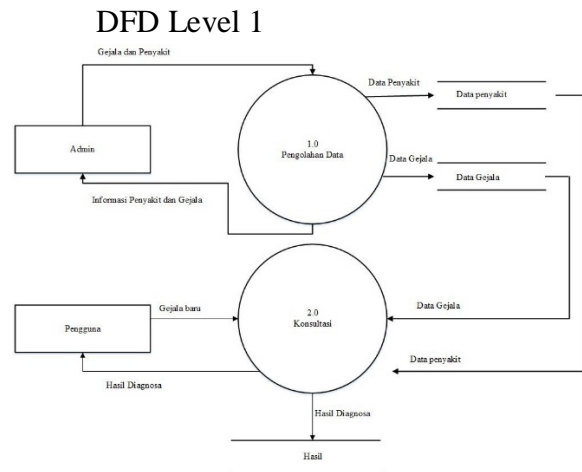 DFD Level 1
Gejala dan Penyakit
Data Penyakit
Data penyakit
Admin
1.0
Pengolahan Data
Data Gejala
Data Gejala
Informasi Penyakit dan Gejala
2.0
Konsultasi
Gejala baru
Data Gejala
Pengguna
Data penyakit
Hasil Diagnosa
Hasil Diagnosa
Hasil